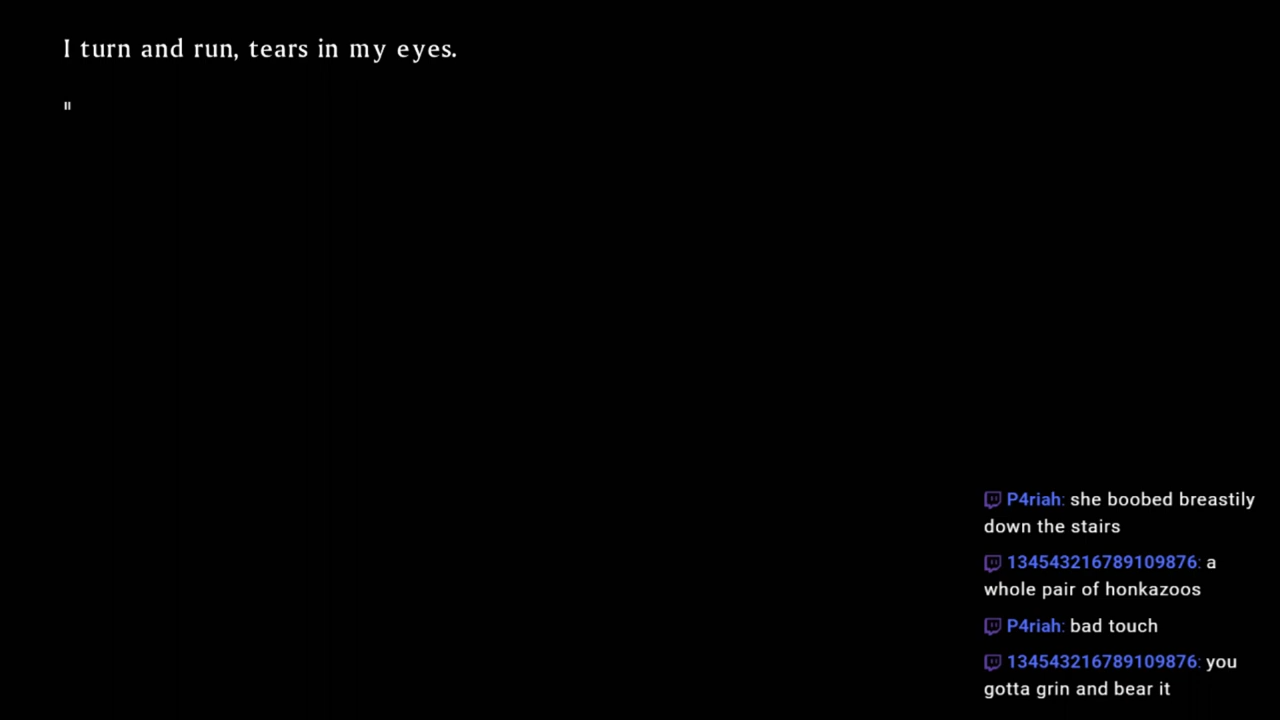 I turn and run, tears in my eyes.
"
P4riah: she boobed breastily
down the stairs
134543216789109876: a
whole pair of honkazoos
P4riah: bad touch
134543216789109876: you
gotta grin and bear it